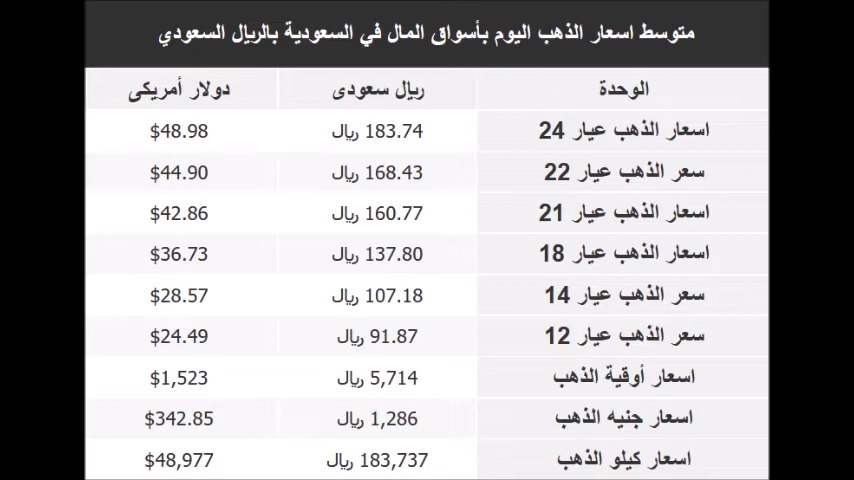 متوسط اسعار الذهب اليوم بأسواق المال في السعودية بالريال السعودي
الوحدة ريال سعودى دولار أمريكى
اسعار الذهب عيار 24 183.74 ريال $48.98
سعر الذهب عيار 22 168.43 ريال $44.90
اسعار الذهب عيار 21 160.77 ريال $42.86
اسعار الذهب عيار 18 137.80 ريال $36.73
سعر الذهب عيار 14 107.18 ريال $28.57
سعر الذهب عيار 12 91.87 ريال $24.49
اسعار أوقية الذهب 5,714 ريال $1,523
اسعار جنيه الذهب 1,286 ريال $342.85
اسعار كيلو الذهب 183,737 ريال $48,977